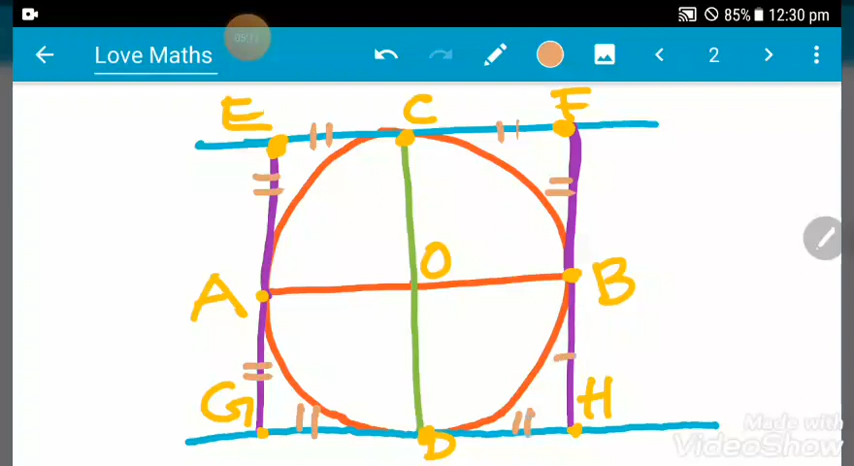 85% 12:30 pm
Love Maths
2
E C F
O
A B
G H
D
Made with
VideoShow